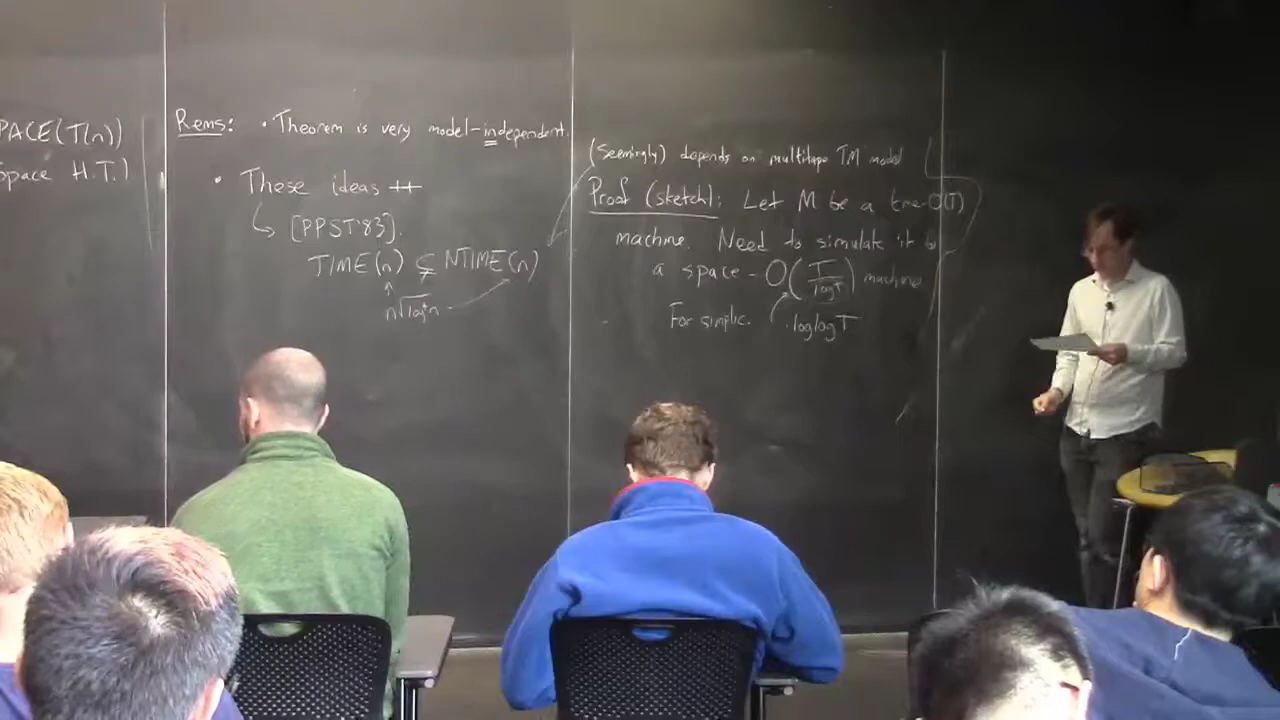 PACE(T(n))
Space H.T.)
Rems: • Theorem is very model-independent.
• These ideas ++
↳ [PPST'83].
TIME(n) ⊊ NTIME(n)
↑
n√log*n
(Seemingly) depends on multitape TM model
Proof (sketch): Let M be a time-O(T)
machine. Need to simulate it by
a space-O(T/logT) machine
For simplic. ·loglogT